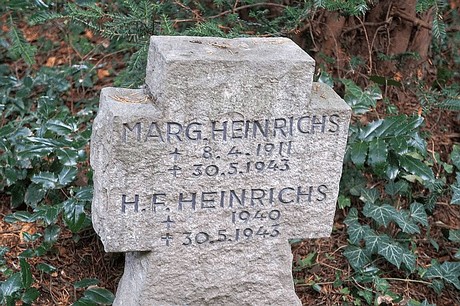 MARG. HEINRICHS
+ 8.4.1911
+ 30.5.1943
H.F. HEINRICHS
+ 1940
+ 30.5.1943